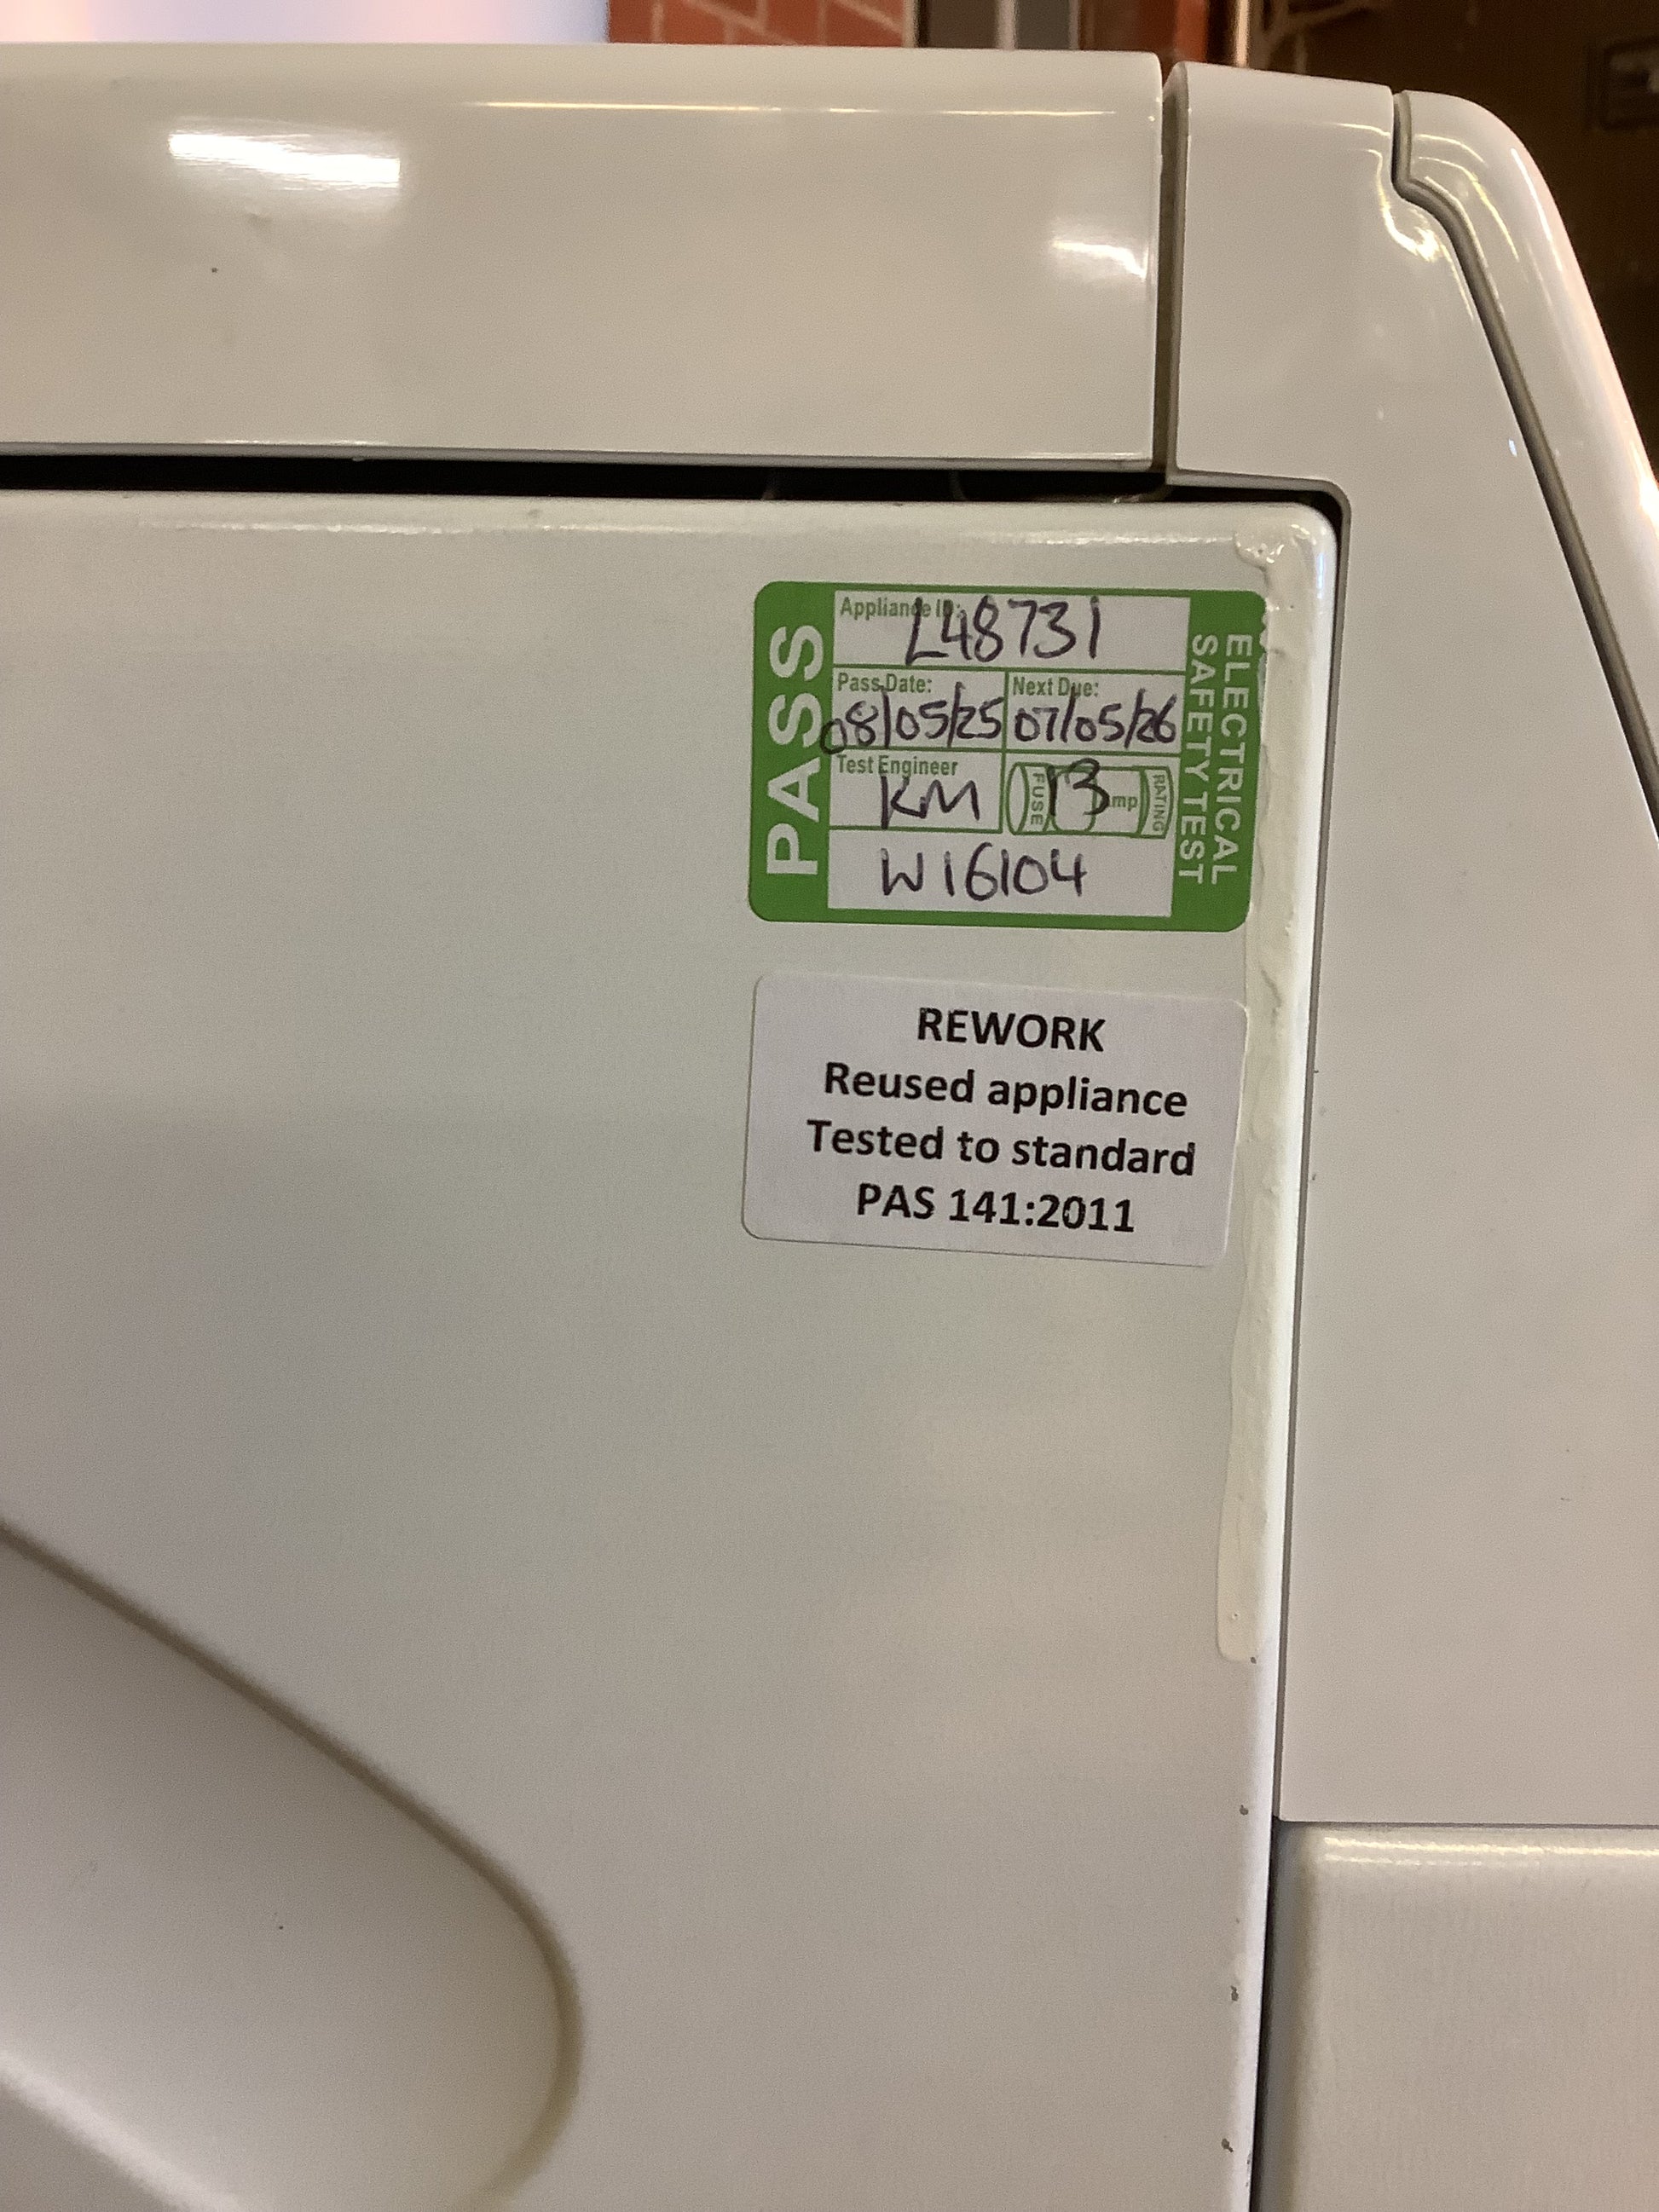 PASS
Appliance ID:
L48731
Pass Date:
08/05/25
Next Due:
07/05/26
Test Engineer
KM
FUSE
13
mp
RATING
W16104
ELECTRICAL
SAFETY TEST
REWORK
Reused appliance
Tested to standard
PAS 141:2011